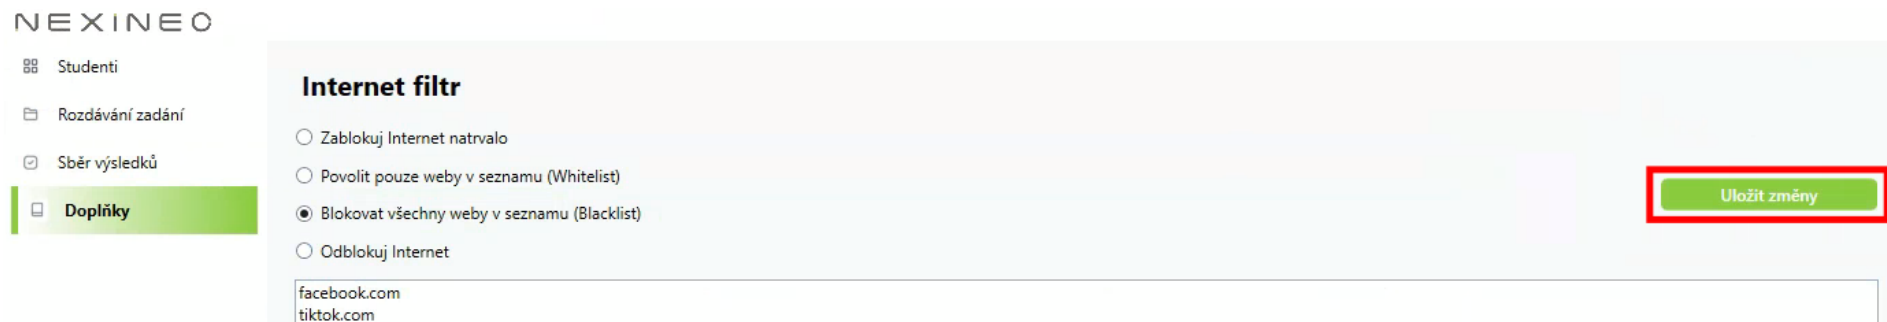 NEXINEO
Studenti
Rozdávání zadání
Sběr výsledků
Doplňky
Internet filtr
Zablokuj Internet natrvalo
Povolit pouze weby v seznamu (Whitelist)
Blokovat všechny weby v seznamu (Blacklist)
Odblokuj Internet
Uložit změny
facebook.com
tiktok.com